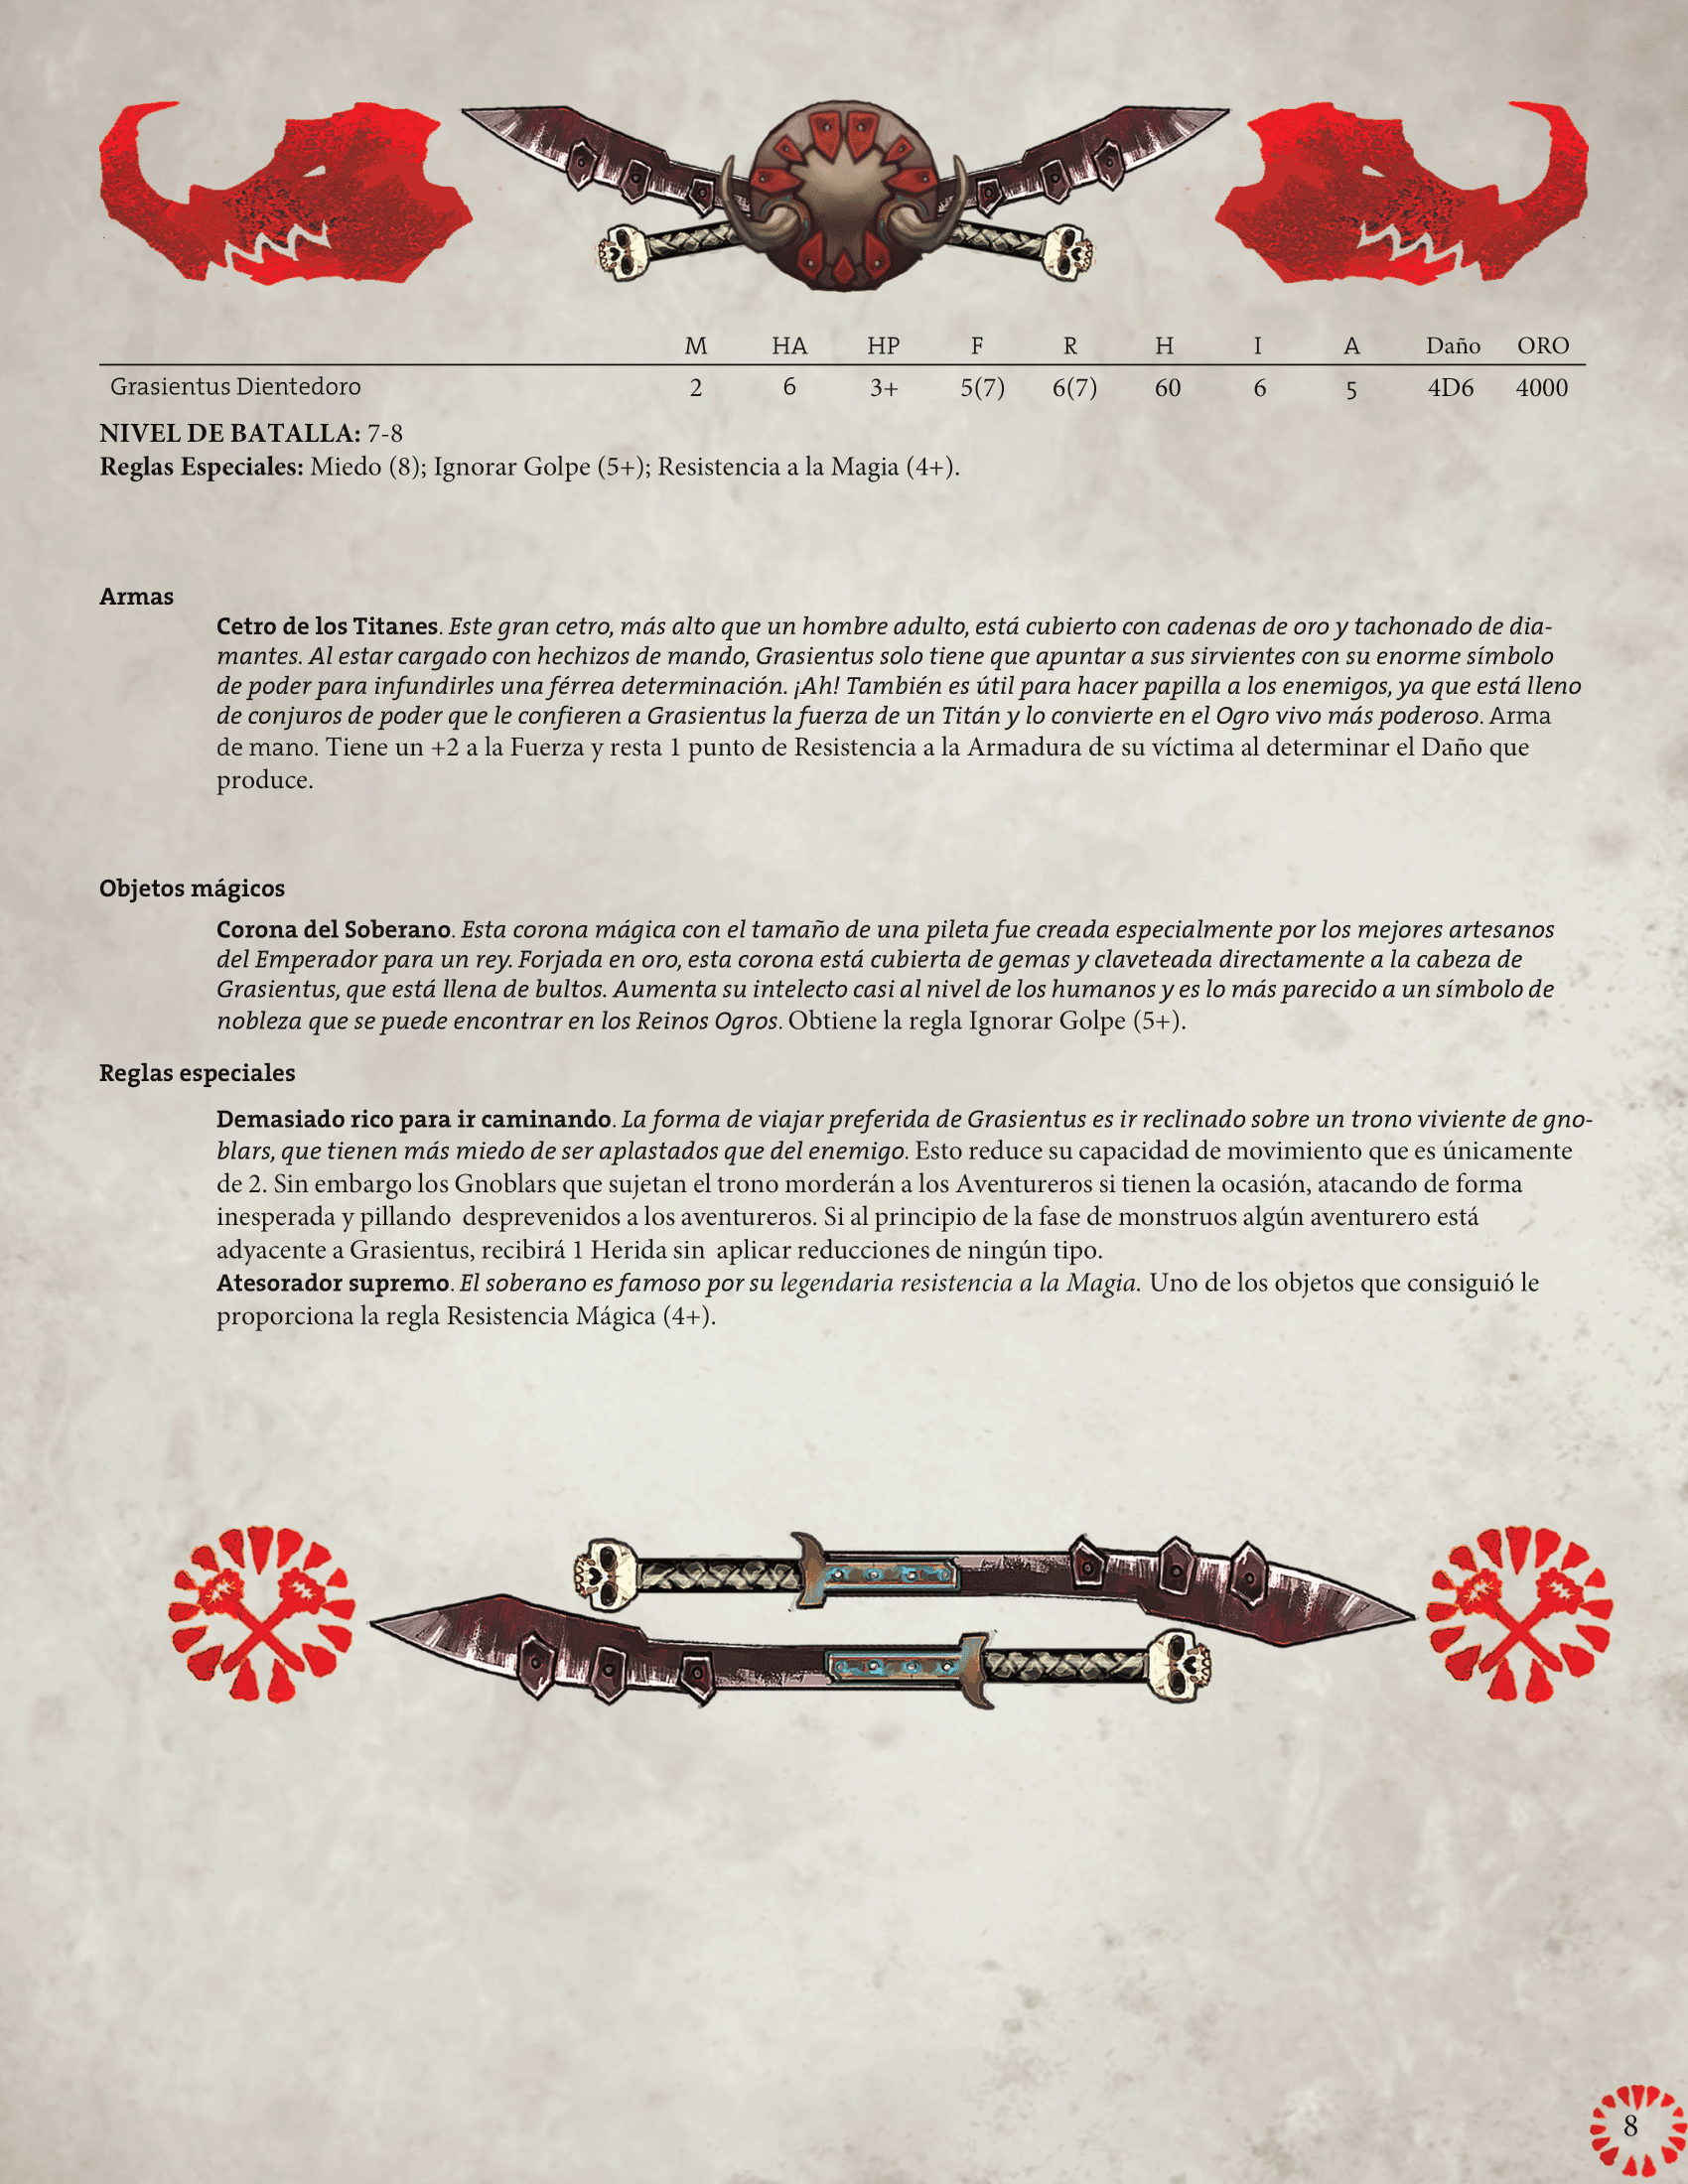 M HA HP F R H I A Daño ORO
Grasientus Dientedoro 2 6 3+ 5(7) 6(7) 60 6 5 4D6 4000
NIVEL DE BATALLA: 7-8
Reglas Especiales: Miedo (8); Ignorar Golpe (5+); Resistencia a la Magia (4+).
Armas
Cetro de los Titanes. Este gran cetro, más alto que un hombre adulto, está cubierto con cadenas de oro y tachonado de dia-
mantes. Al estar cargado con hechizos de mando, Grasientus solo tiene que apuntar a sus sirvientes con su enorme símbolo
de poder para infundirles una férrea determinación. ¡Ah! También es útil para hacer papilla a los enemigos, ya que está lleno
de conjuros de poder que le confieren a Grasientus la fuerza de un Titán y lo convierte en el Ogro vivo más poderoso. Arma
de mano. Tiene un +2 a la Fuerza y resta 1 punto de Resistencia a la Armadura de su víctima al determinar el Daño que
produce.
Objetos mágicos
Corona del Soberano. Esta corona mágica con el tamaño de una pileta fue creada especialmente por los mejores artesanos
del Emperador para un rey. Forjada en oro, esta corona está cubierta de gemas y claveteada directamente a la cabeza de
Grasientus, que está llena de bultos. Aumenta su intelecto casi al nivel de los humanos y es lo más parecido a un símbolo de
nobleza que se puede encontrar en los Reinos Ogros. Obtiene la regla Ignorar Golpe (5+).
Reglas especiales
Demasiado rico para ir caminando. La forma de viajar preferida de Grasientus es ir reclinado sobre un trono viviente de gno-
blars, que tienen más miedo de ser aplastados que del enemigo. Esto reduce su capacidad de movimiento que es únicamente
de 2. Sin embargo los Gnoblars que sujetan el trono morderán a los Aventureros si tienen la ocasión, atacando de forma
inesperada y pillando desprevenidos a los aventureros. Si al principio de la fase de monstruos algún aventurero está
adyacente a Grasientus, recibirá 1 Herida sin aplicar reducciones de ningún tipo.
Atesorador supremo. El soberano es famoso por su legendaria resistencia a la Magia. Uno de los objetos que consiguió le
proporciona la regla Resistencia Mágica (4+).
8